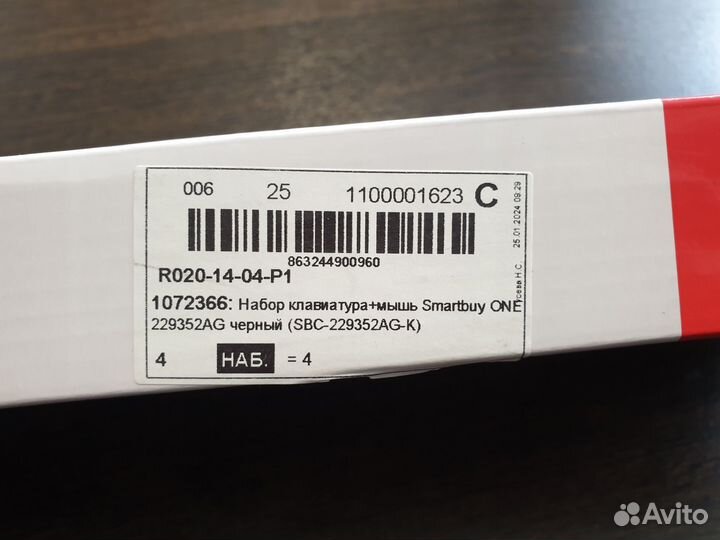 006 25 1100001623 C
863244900960
R020-14-04-P1
1072366: Набор клавиатура+мышь Smartbuy ONE
229352AG черный (SBC-229352AG-K)
4 НАБ. = 4
Н.С. 25.01.2024 09:29
Avito